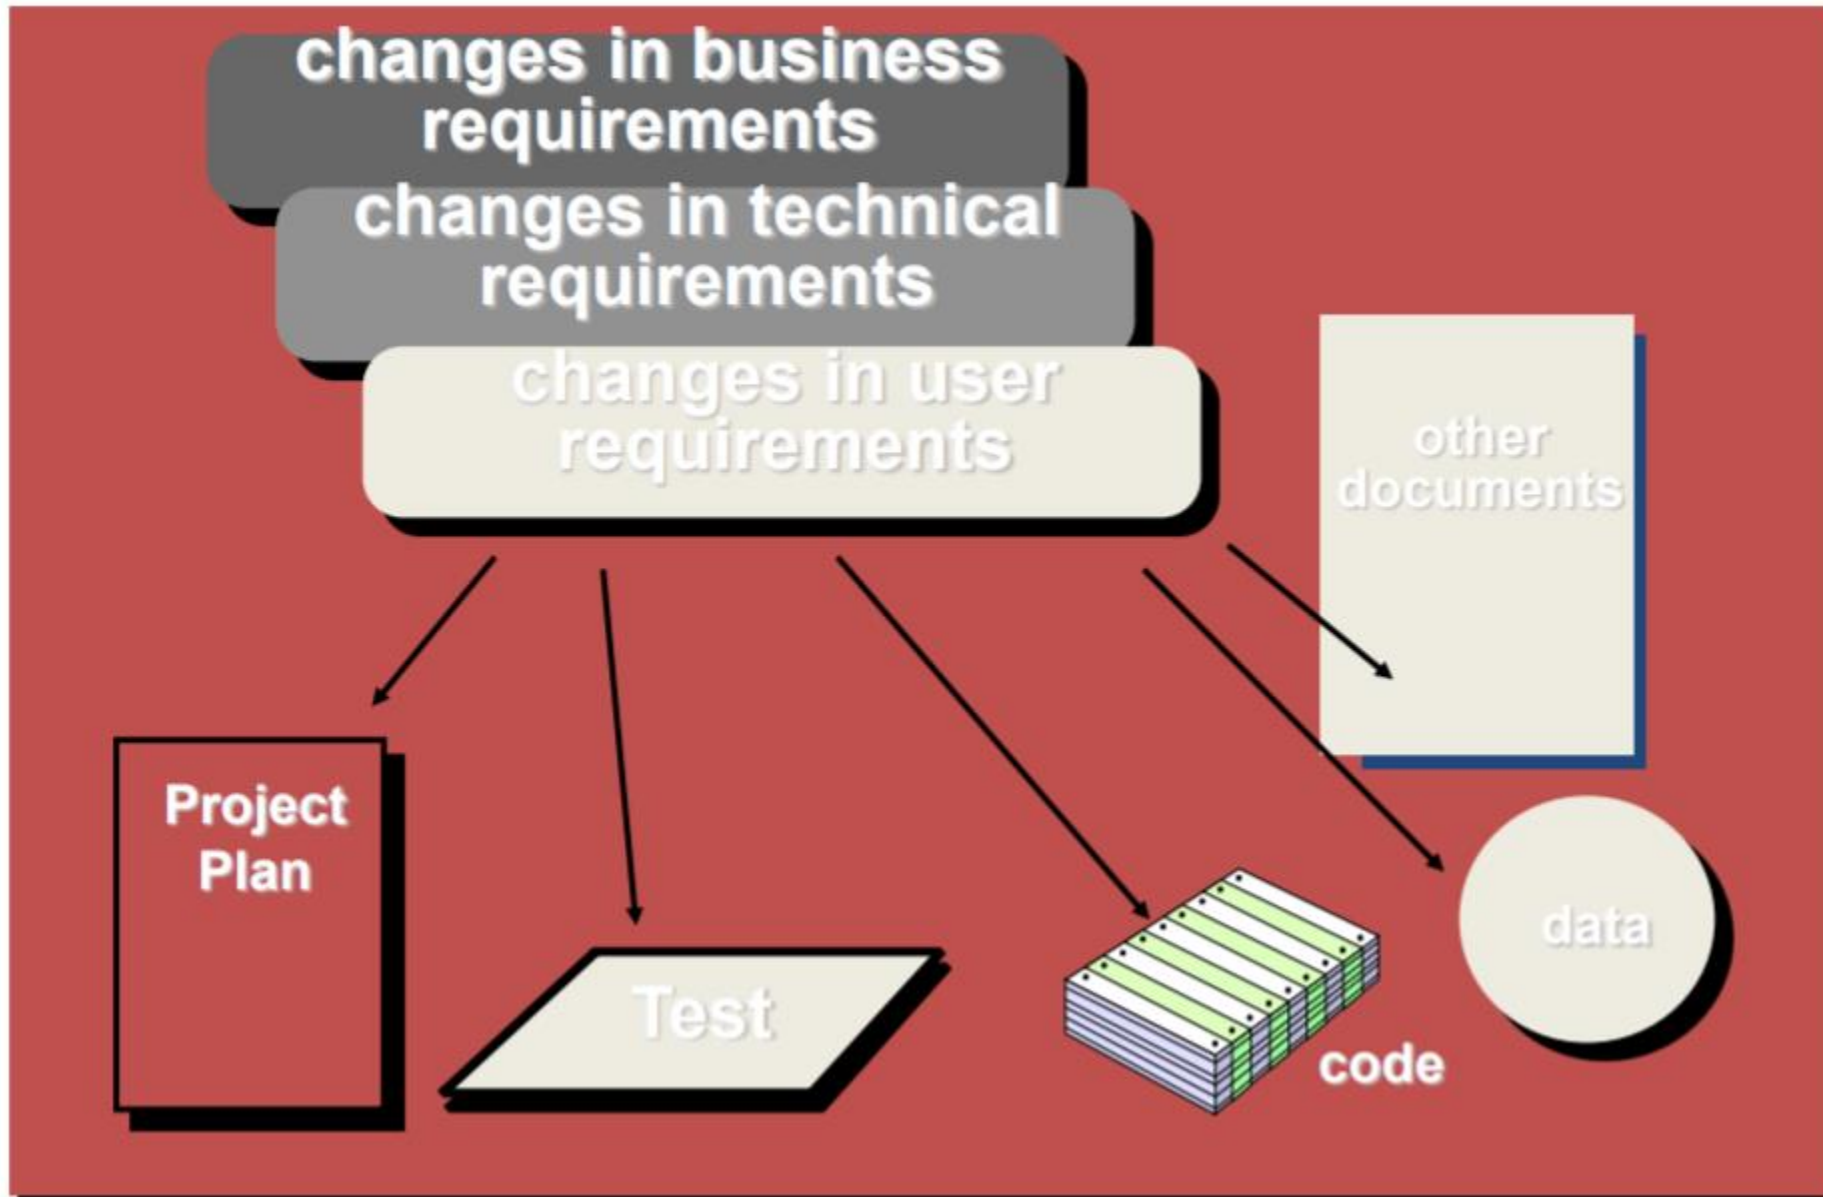 changes in business
requirements
changes in technical
requirements
changes in user
requirements
other
documents
Project
Plan
Test
code
data